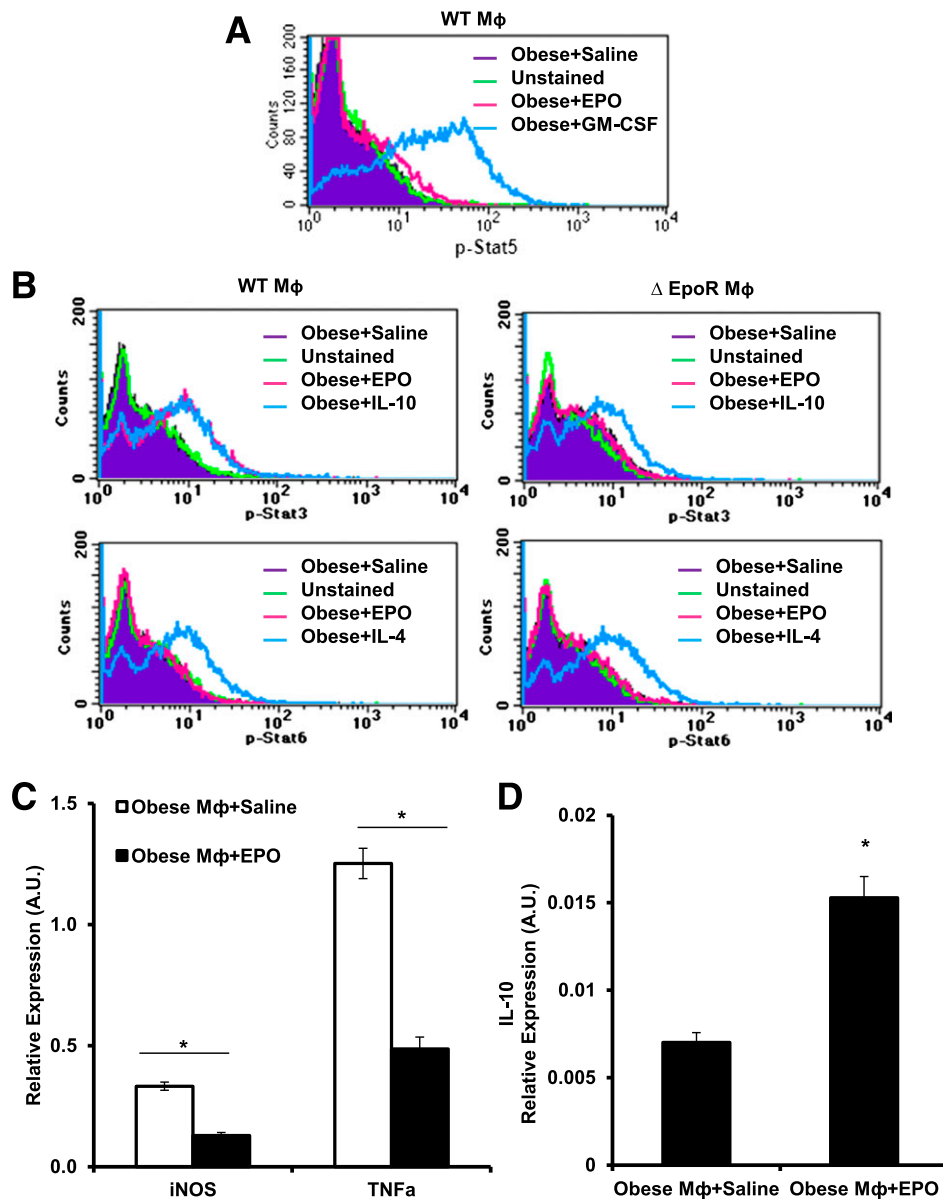 A
WT Mϕ
200
160
120
80
40
0
Counts
Obese+Saline
Unstained
Obese+EPO
Obese+GM-CSF
10⁰ 10¹ 10² 10³ 10⁴
p-Stat5
B
WT Mϕ
200
0
Counts
Obese+Saline
Unstained
Obese+EPO
Obese+IL-10
10⁰ 10¹ 10² 10³ 10⁴
p-Stat3
Δ EpoR Mϕ
200
0
Counts
Obese+Saline
Unstained
Obese+EPO
Obese+IL-10
10⁰ 10¹ 10² 10³ 10⁴
p-Stat3
200
0
Counts
Obese+Saline
Unstained
Obese+EPO
Obese+IL-4
10⁰ 10¹ 10² 10³ 10⁴
p-Stat6
200
0
Counts
Obese+Saline
Unstained
Obese+EPO
Obese+IL-4
10⁰ 10¹ 10² 10³ 10⁴
p-Stat6
C
Relative Expression (A.U.)
1.5
1.0
0.5
0.0
Obese Mϕ+Saline
Obese Mϕ+EPO
*
*
iNOS TNFa
D
IL-10
Relative Expression (A.U.)
0.02
0.015
0.01
0.005
0
*
Obese Mϕ+Saline Obese Mϕ+EPO